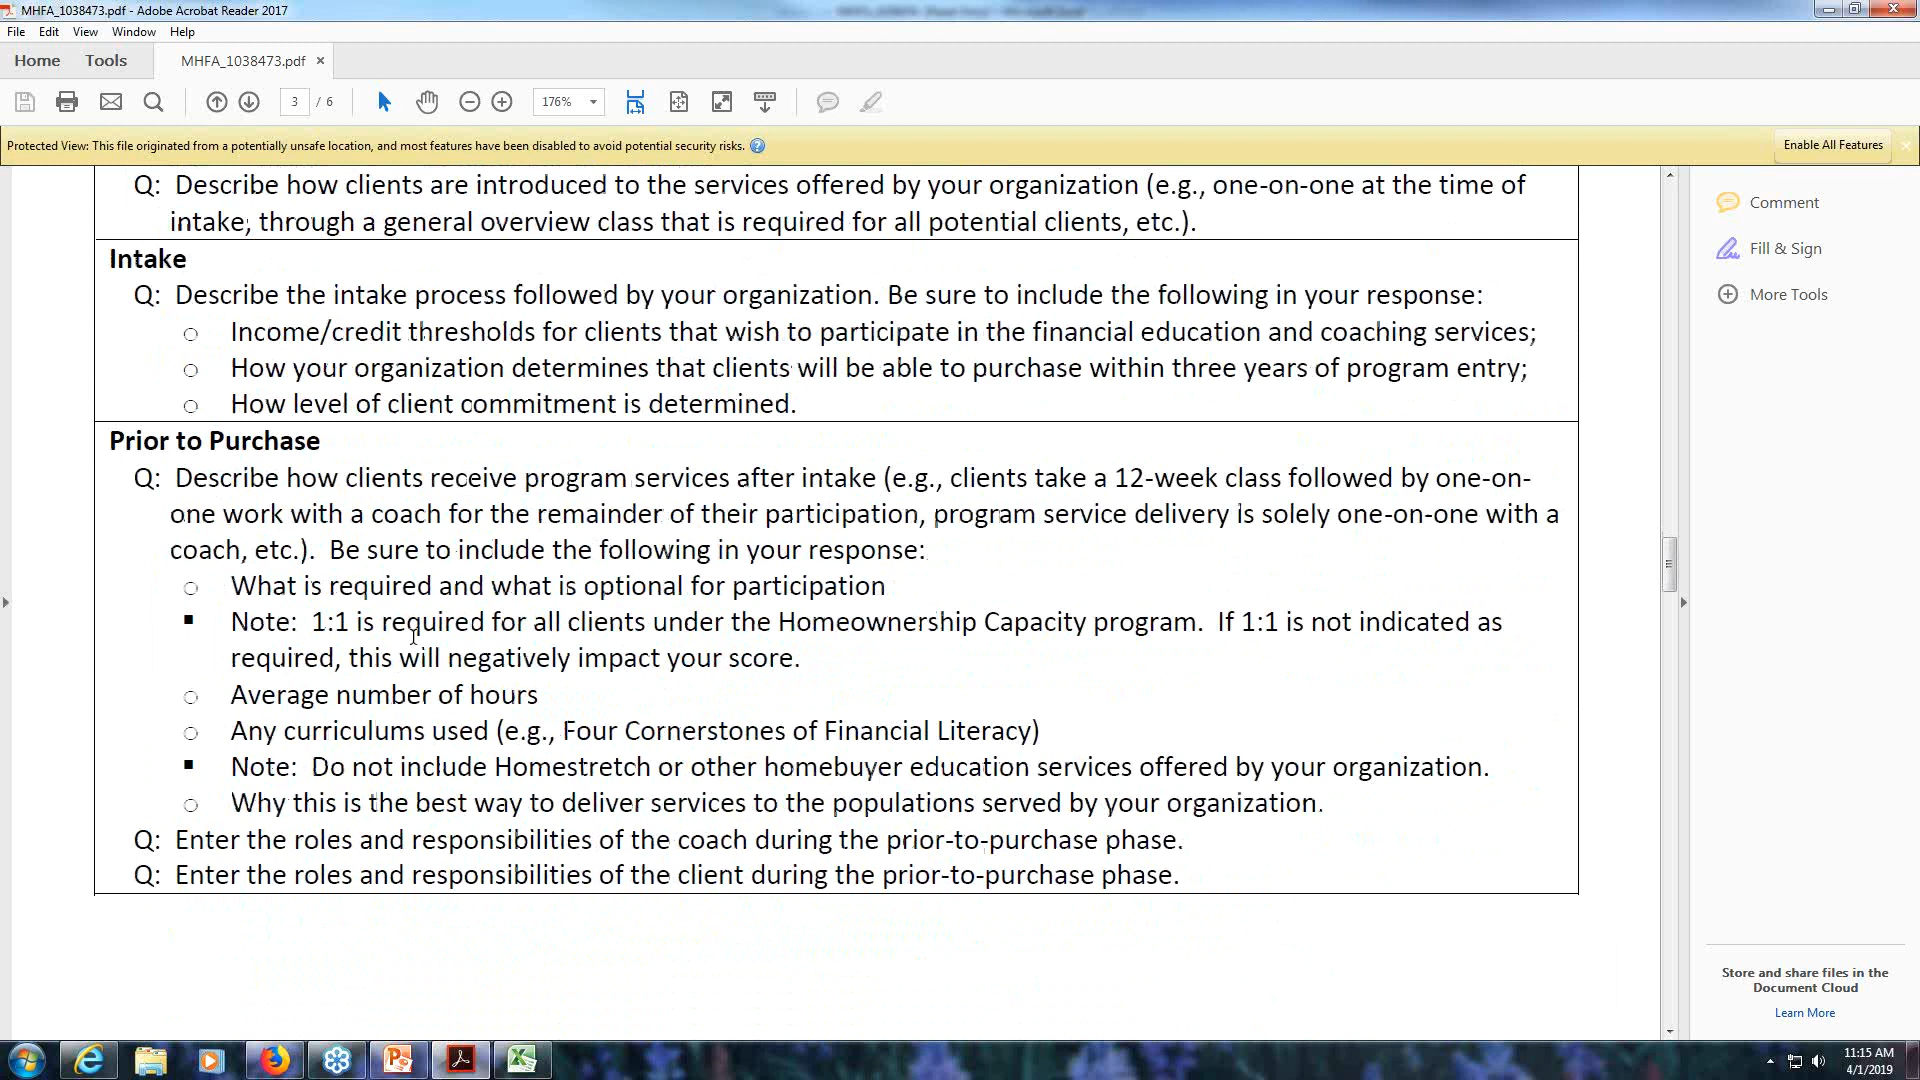 MHFA_1038473.pdf - Adobe Acrobat Reader 2017
File Edit View Window Help
Home Tools MHFA_1038473.pdf ×
3 / 6 176%
Protected View: This file originated from a potentially unsafe location, and most features have been disabled to avoid potential security risks. Enable All Features
Q: Describe how clients are introduced to the services offered by your organization (e.g., one-on-one at the time of
intake, through a general overview class that is required for all potential clients, etc.).
Intake
Q: Describe the intake process followed by your organization. Be sure to include the following in your response:
○ Income/credit thresholds for clients that wish to participate in the financial education and coaching services;
○ How your organization determines that clients will be able to purchase within three years of program entry;
○ How level of client commitment is determined.
Prior to Purchase
Q: Describe how clients receive program services after intake (e.g., clients take a 12-week class followed by one-on-
one work with a coach for the remainder of their participation, program service delivery is solely one-on-one with a
coach, etc.). Be sure to include the following in your response:
○ What is required and what is optional for participation
▪ Note: 1:1 is required for all clients under the Homeownership Capacity program. If 1:1 is not indicated as
required, this will negatively impact your score.
○ Average number of hours
○ Any curriculums used (e.g., Four Cornerstones of Financial Literacy)
▪ Note: Do not include Homestretch or other homebuyer education services offered by your organization.
○ Why this is the best way to deliver services to the populations served by your organization.
Q: Enter the roles and responsibilities of the coach during the prior-to-purchase phase.
Q: Enter the roles and responsibilities of the client during the prior-to-purchase phase.
Comment
Fill & Sign
More Tools
Store and share files in the
Document Cloud
Learn More
11:15 AM
4/1/2019